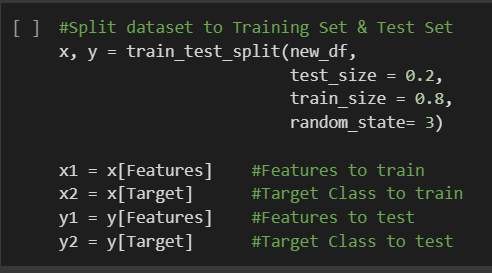 [ ] #Split dataset to Training Set & Test Set
x, y = train_test_split(new_df,
test_size = 0.2,
train_size = 0.8,
random_state= 3)
x1 = x[Features] #Features to train
x2 = x[Target] #Target Class to train
y1 = y[Features] #Features to test
y2 = y[Target] #Target Class to test